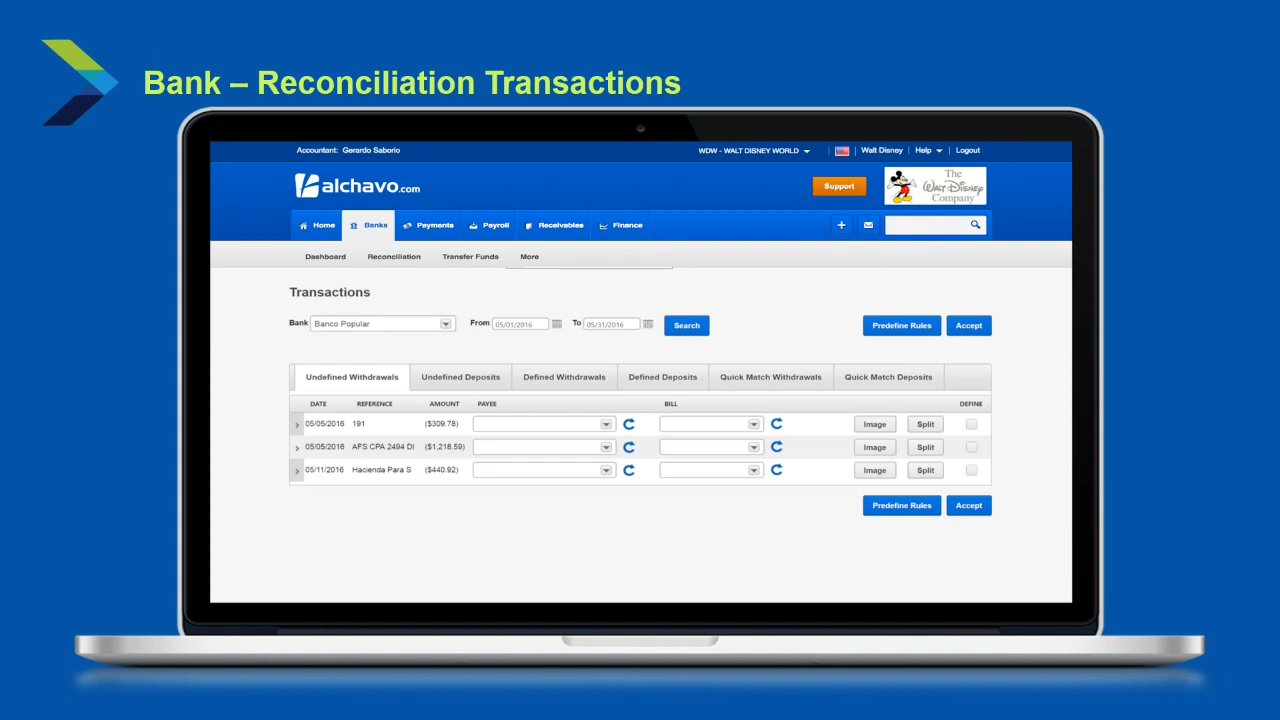 Bank – Reconciliation Transactions
Accountant: Gerardo Saborio WDW - WALT DISNEY WORLD Walt Disney Help Logout
alchavo.com Support The Walt Disney Company
Home Banks Payments Payroll Receivables Finance
Dashboard Reconciliation Transfer Funds More
Transactions
Bank Banco Popular From 05/01/2016 To 05/31/2016 Search Predefine Rules Accept
Undefined Withdrawals Undefined Deposits Defined Withdrawals Defined Deposits Quick Match Withdrawals Quick Match Deposits
DATE REFERENCE AMOUNT PAYEE BILL DEFINE
05/05/2016 191 ($309.78) Image Split
05/05/2016 AFS CPA 2494 DI ($1,218.59) Image Split
05/11/2016 Hacienda Para S ($440.92) Image Split
Predefine Rules Accept